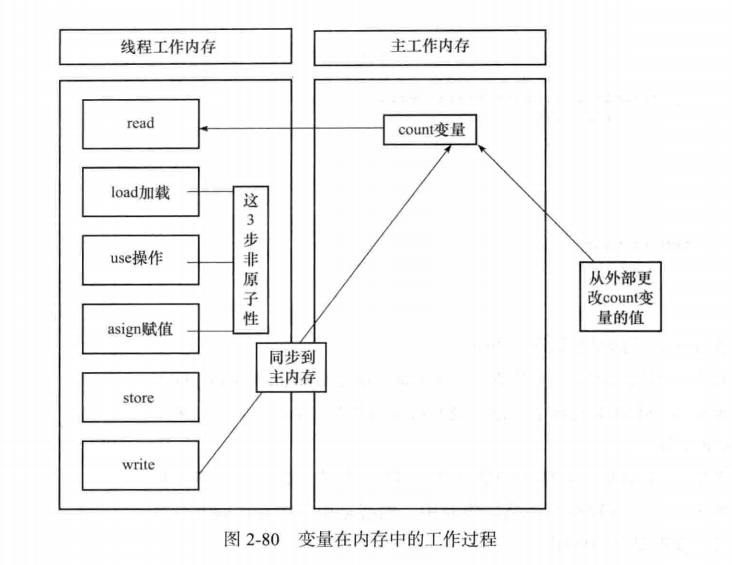 线程工作内存
主工作内存
read
count变量
load加载
use操作
asign赋值
store
write
这
3
步
非
原
子
性
同步到
主内存
从外部更
改count变
量的值
图 2-80 变量在内存中的工作过程